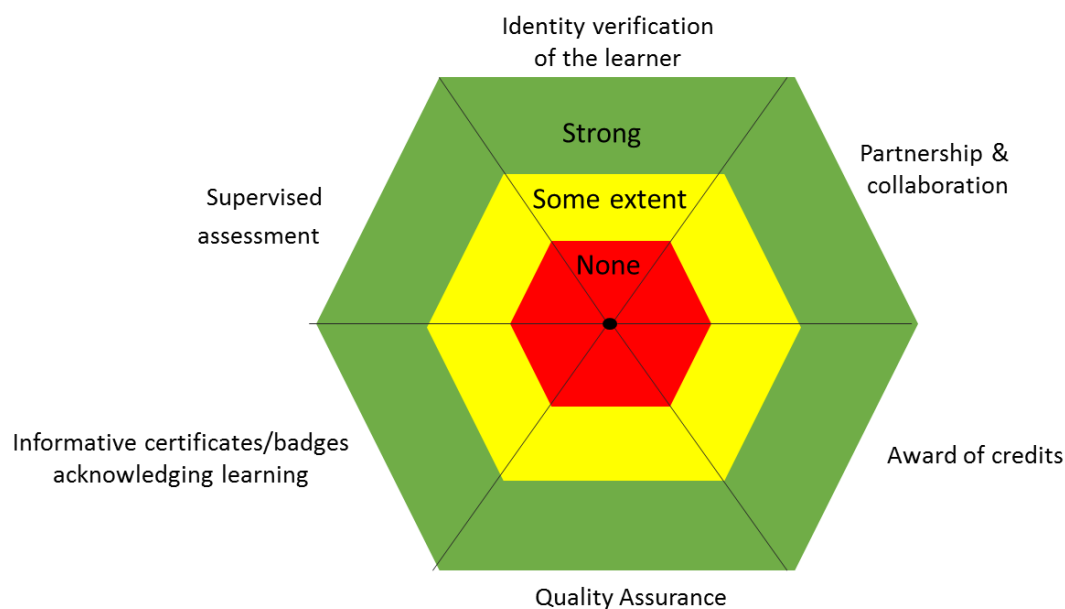 Identity verification
of the learner
Strong
Partnership &
collaboration
Some extent
Supervised
assessment
None
Informative certificates/badges
acknowledging learning
Award of credits
Quality Assurance